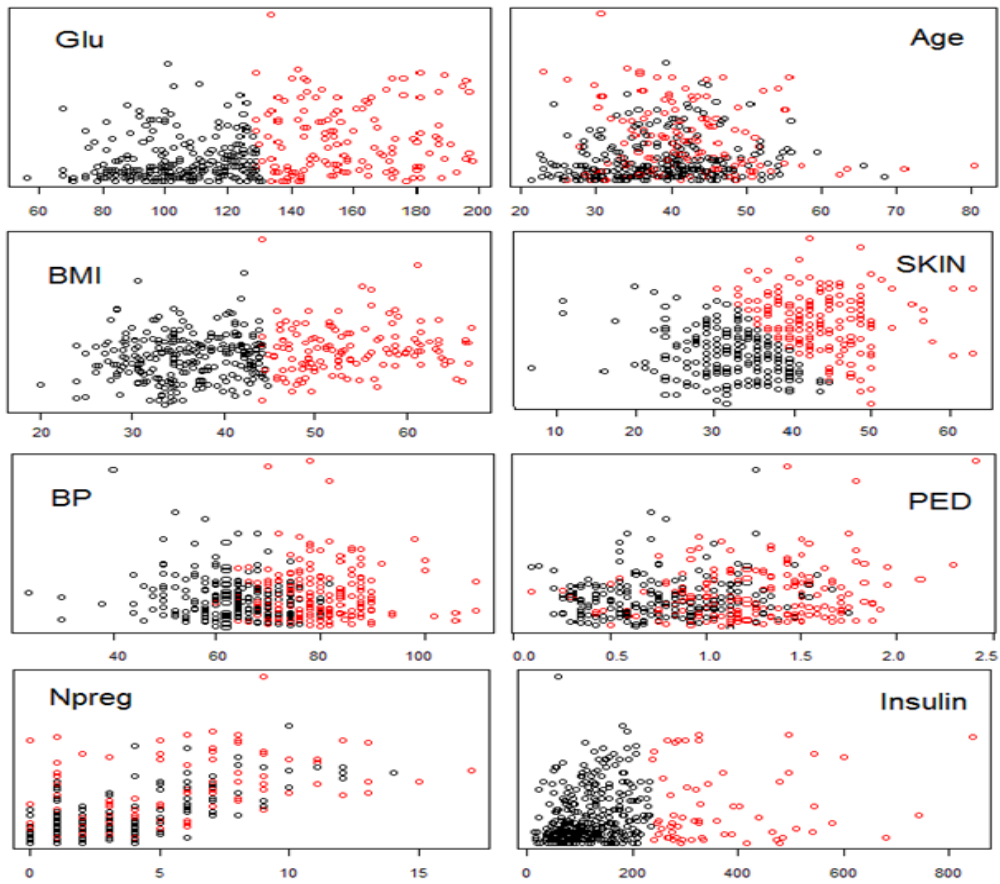 Glu
60 80 100 120 140 160 180 200
Age
20 30 40 50 60 70 80
BMI
20 30 40 50 60
SKIN
10 20 30 40 50 60
BP
40 60 80 100
PED
0.0 0.5 1.0 1.5 2.0 2.5
Npreg
0 5 10 15
Insulin
0 200 400 600 800